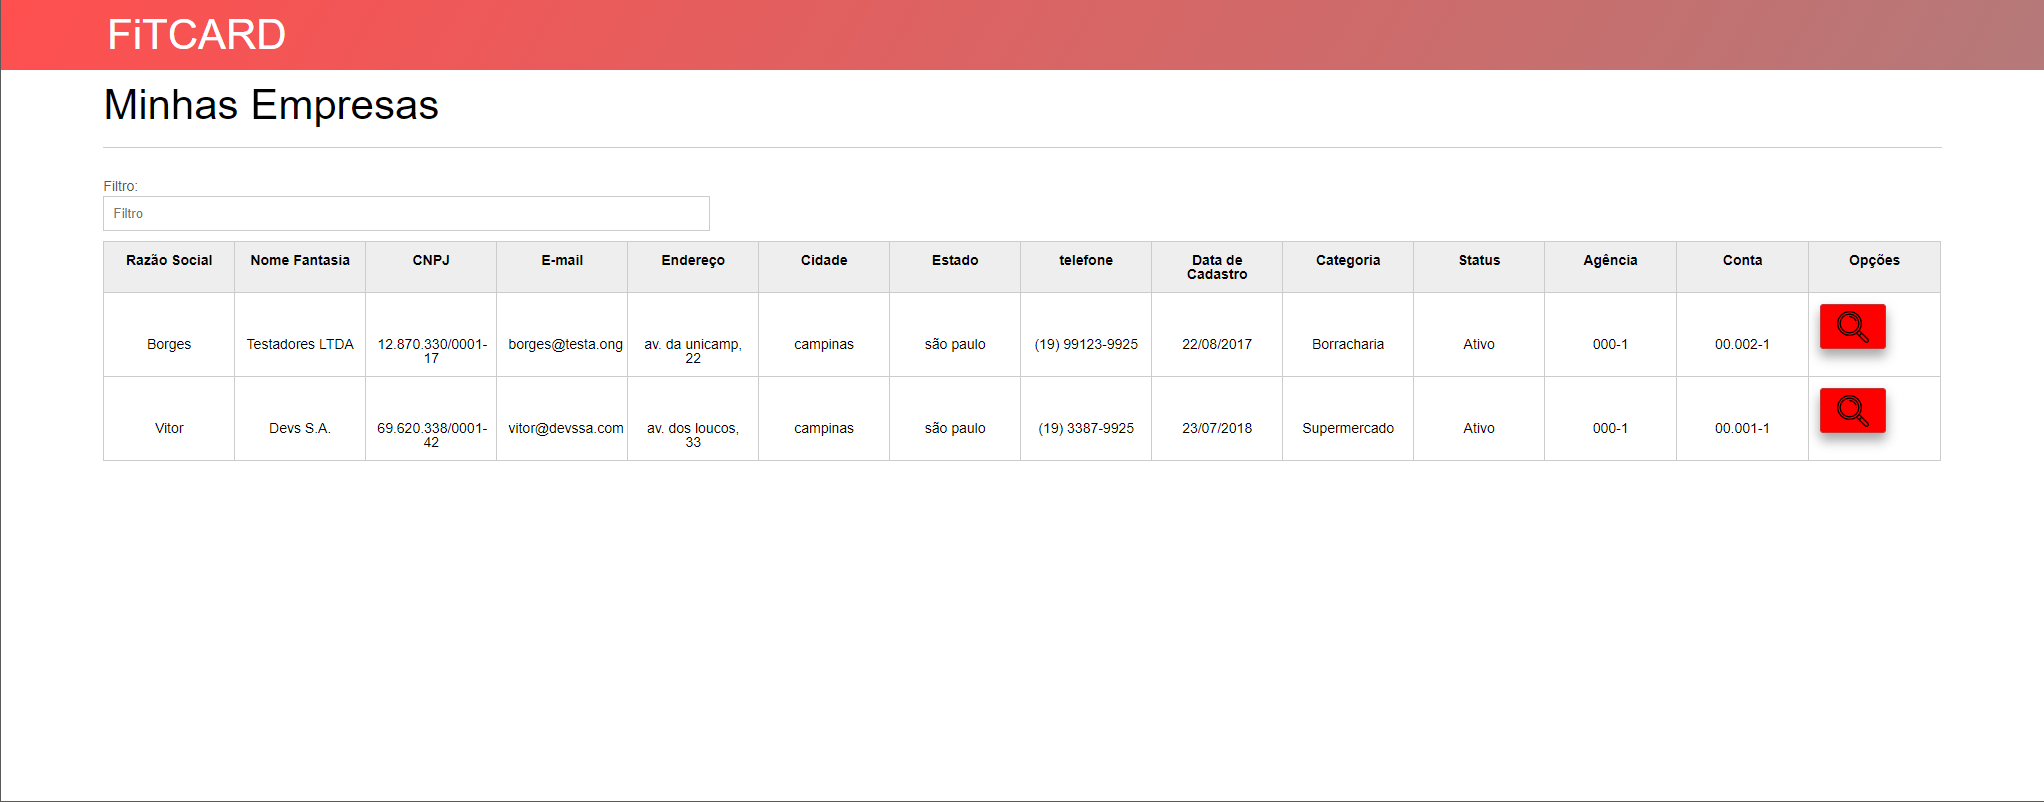 FiTCARD
Minhas Empresas
Filtro:
Filtro
Razão Social Nome Fantasia CNPJ E-mail Endereço Cidade Estado telefone Data de Cadastro Categoria Status Agência Conta Opções
Borges Testadores LTDA 12.870.330/0001-17 borges@testa.ong av. da unicamp, 22 campinas são paulo (19) 99123-9925 22/08/2017 Borracharia Ativo 000-1 00.002-1
Vitor Devs S.A. 69.620.338/0001-42 vitor@devssa.com av. dos loucos, 33 campinas são paulo (19) 3387-9925 23/07/2018 Supermercado Ativo 000-1 00.001-1